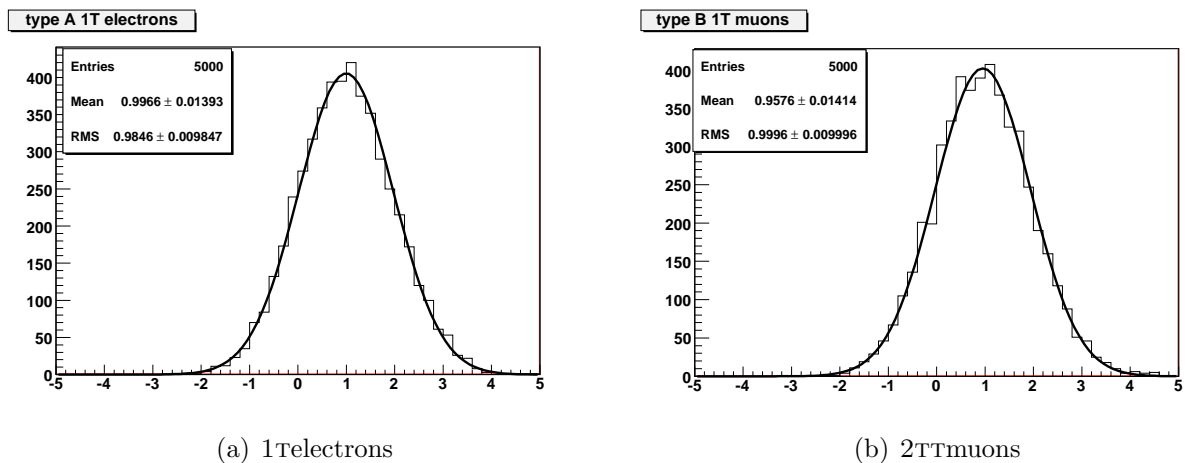 type A 1T electrons
Entries 5000
Mean 0.9966 ± 0.01393
RMS 0.9846 ± 0.009847
400
350
300
250
200
150
100
50
0
-5 -4 -3 -2 -1 0 1 2 3 4 5
(a) 1Telectrons
type B 1T muons
Entries 5000
Mean 0.9576 ± 0.01414
RMS 0.9996 ± 0.009996
400
350
300
250
200
150
100
50
0
-5 -4 -3 -2 -1 0 1 2 3 4 5
(b) 2TTmuons